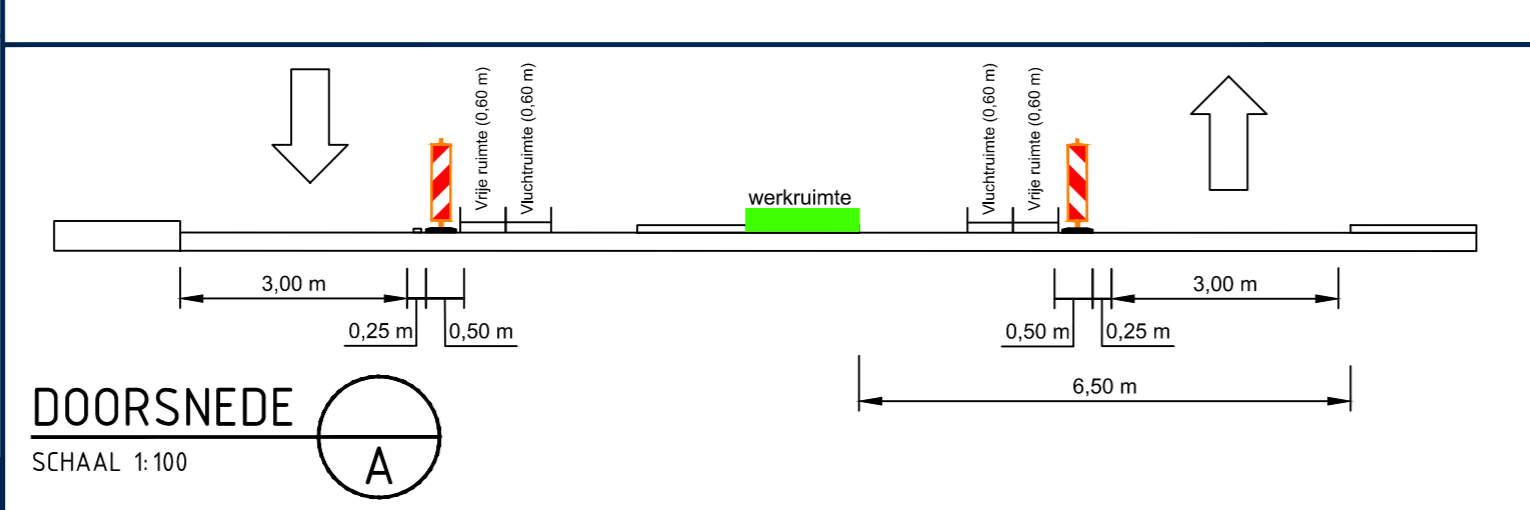 Vrije ruimte (0,60 m)
Vluchtruimte (0,60 m)
werkruimte
Vluchtruimte (0,60 m)
Vrije ruimte (0,60 m)
3,00 m
0,25 m
0,50 m
0,50 m
0,25 m
3,00 m
6,50 m
DOORSNEDE
A
SCHAAL 1:100